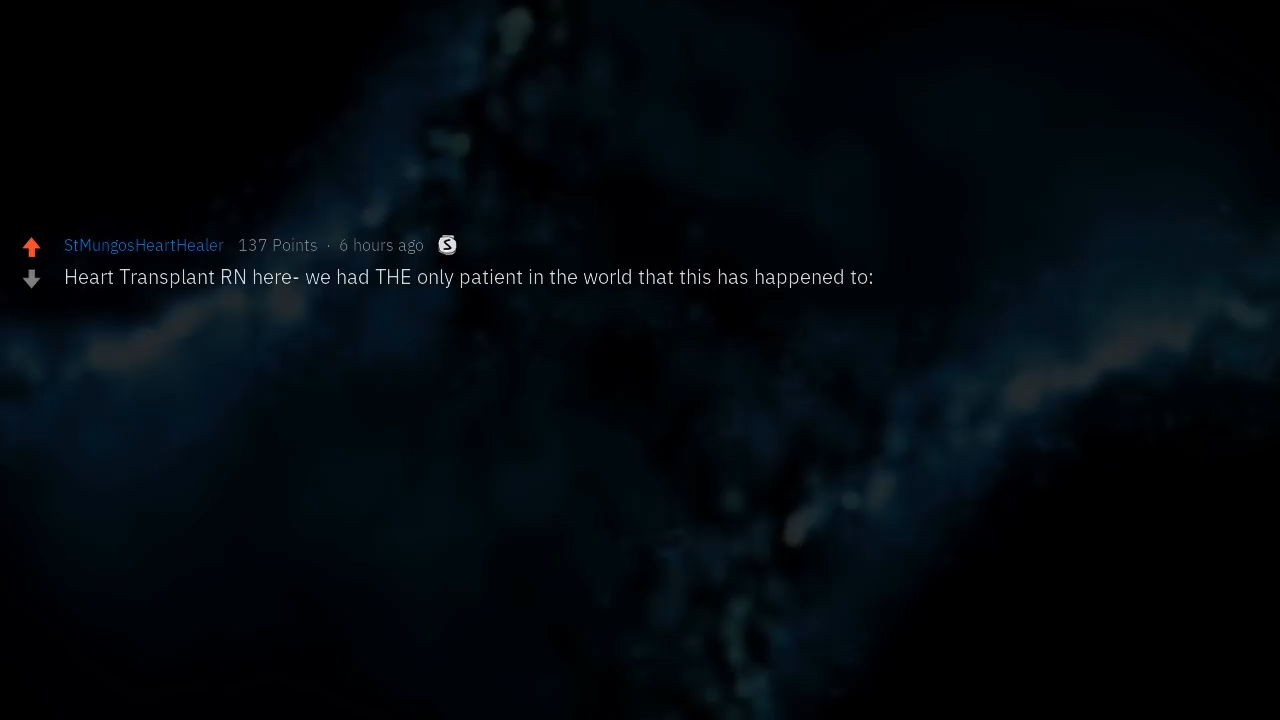 StMungosHeartHealer 137 Points · 6 hours ago S
Heart Transplant RN here- we had THE only patient in the world that this has happened to: